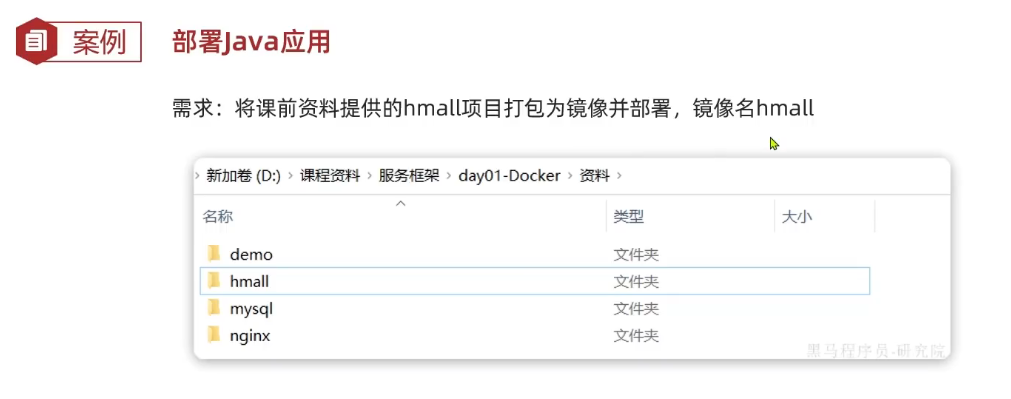 案例 部署Java应用
需求：将课前资料提供的hmall项目打包为镜像并部署，镜像名hmall
› 新加卷 (D:) › 课程资料 › 服务框架 › day01-Docker › 资料 ›
名称 类型 大小
demo 文件夹
hmall 文件夹
mysql 文件夹
nginx 文件夹
黑马程序员-研究院